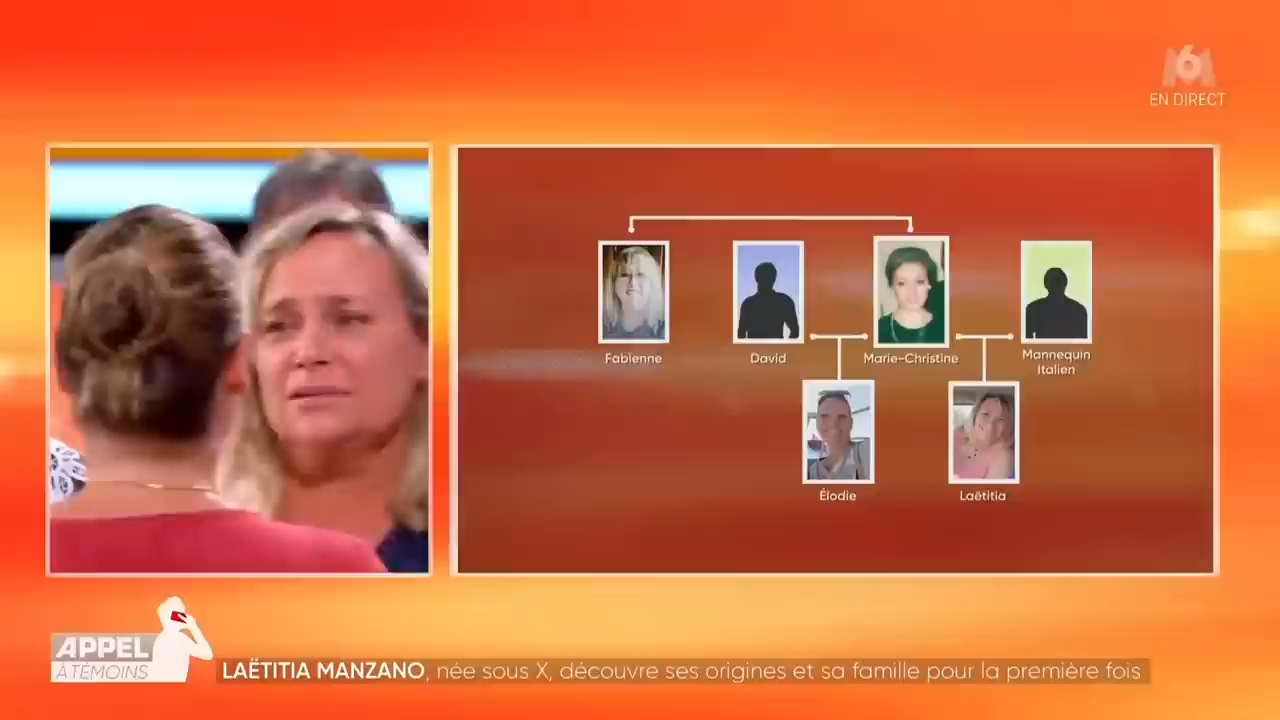 M6
EN DIRECT
Fabienne
David
Marie-Christine
Mannequin
Italien
Élodie
Laëtitia
APPEL
À TÉMOINS
LAËTITIA MANZANO, née sous X, découvre ses origines et sa famille pour la première fois